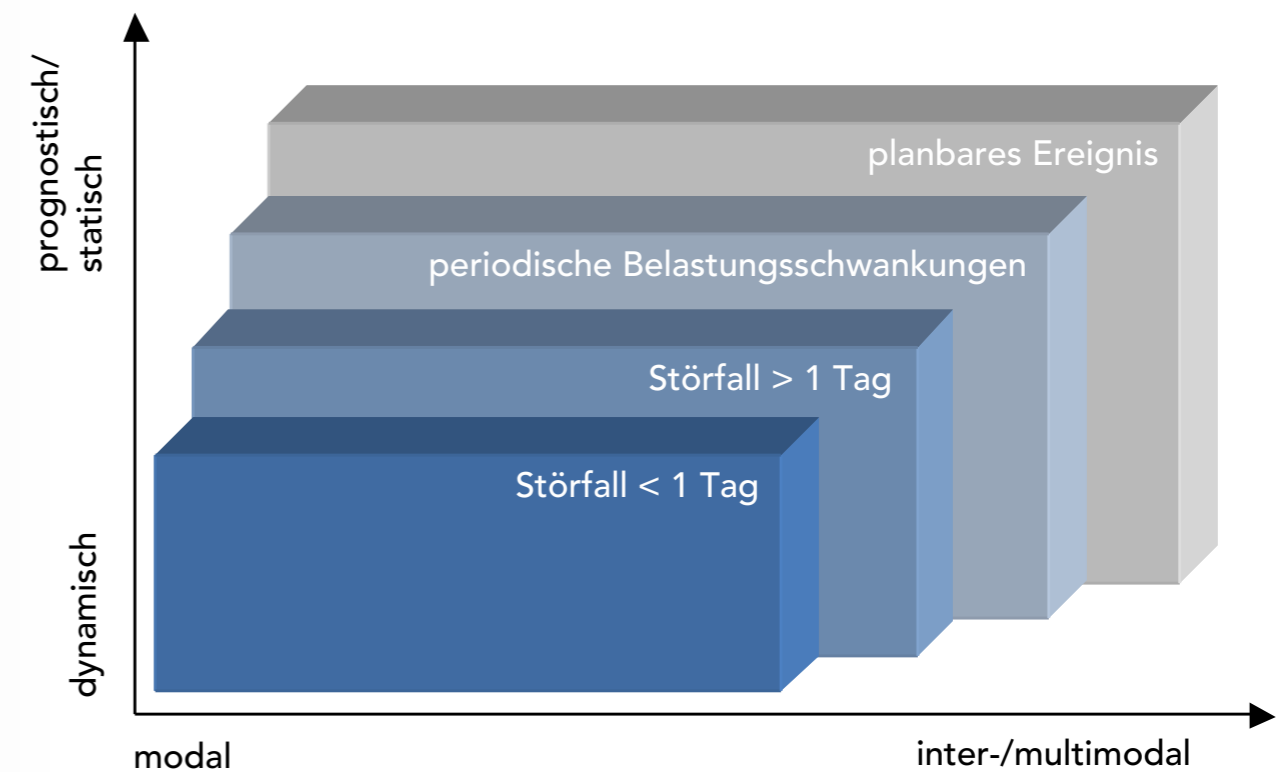 prognostisch/
statisch
planbares Ereignis
periodische Belastungsschwankungen
Störfall > 1 Tag
Störfall < 1 Tag
dynamisch
modal
inter-/multimodal